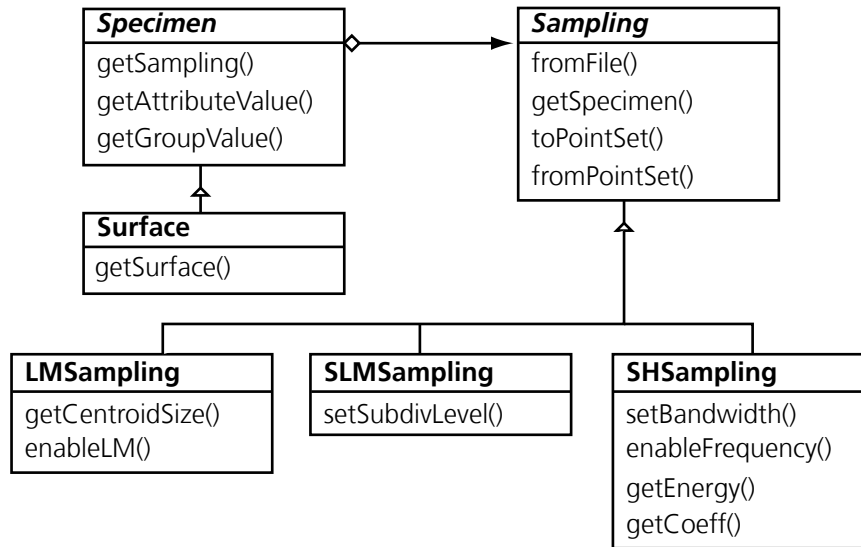 Specimen
getSampling()
getAttributeValue()
getGroupValue()
Sampling
fromFile()
getSpecimen()
toPointSet()
fromPointSet()
Surface
getSurface()
LMSampling
getCentroidSize()
enableLM()
SLMSampling
setSubdivLevel()
SHSampling
setBandwidth()
enableFrequency()
getEnergy()
getCoeff()